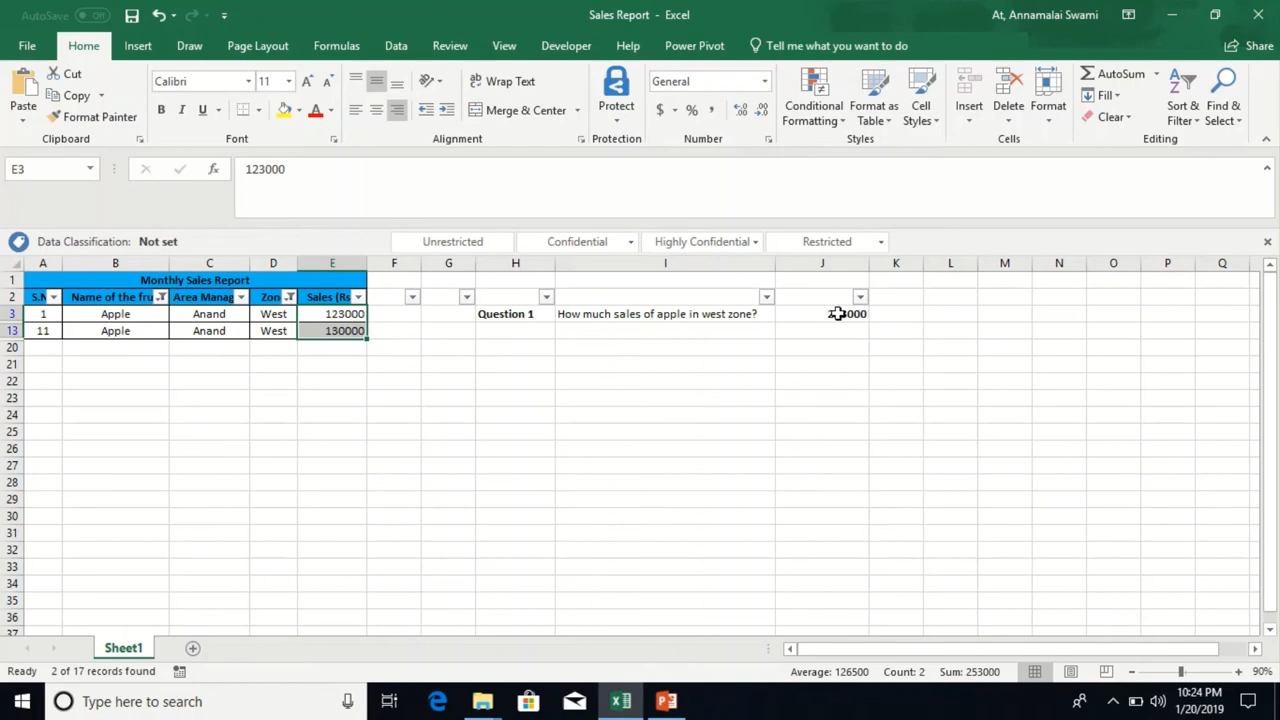 AutoSave Off Sales Report - Excel At, Annamalai Swami
File Home Insert Draw Page Layout Formulas Data Review View Developer Help Power Pivot Tell me what you want to do Share
Paste Cut Copy Format Painter
Calibri 11 B I U
Wrap Text Merge & Center
Protect
General $ % ,
Conditional Formatting Format as Table Cell Styles
Insert Delete Format
AutoSum Fill Clear Sort & Filter Find & Select
Clipboard Font Alignment Protection Number Styles Cells Editing
E3 fx 123000
Data Classification: Not set Unrestricted Confidential Highly Confidential Restricted
A B C D E F G H I J K L M N O P Q
1 Monthly Sales Report
2 S.N Name of the fru Area Manag Zon Sales (Rs
3 1 Apple Anand West 123000 Question 1 How much sales of apple in west zone?
13 11 Apple Anand West 130000
20
21
22
23
24
25
26
27
28
29
30
31
32
33
34
35
36
37
Sheet1
Ready 2 of 17 records found Average: 126500 Count: 2 Sum: 253000 90%
Type here to search 10:24 PM
1/20/2019